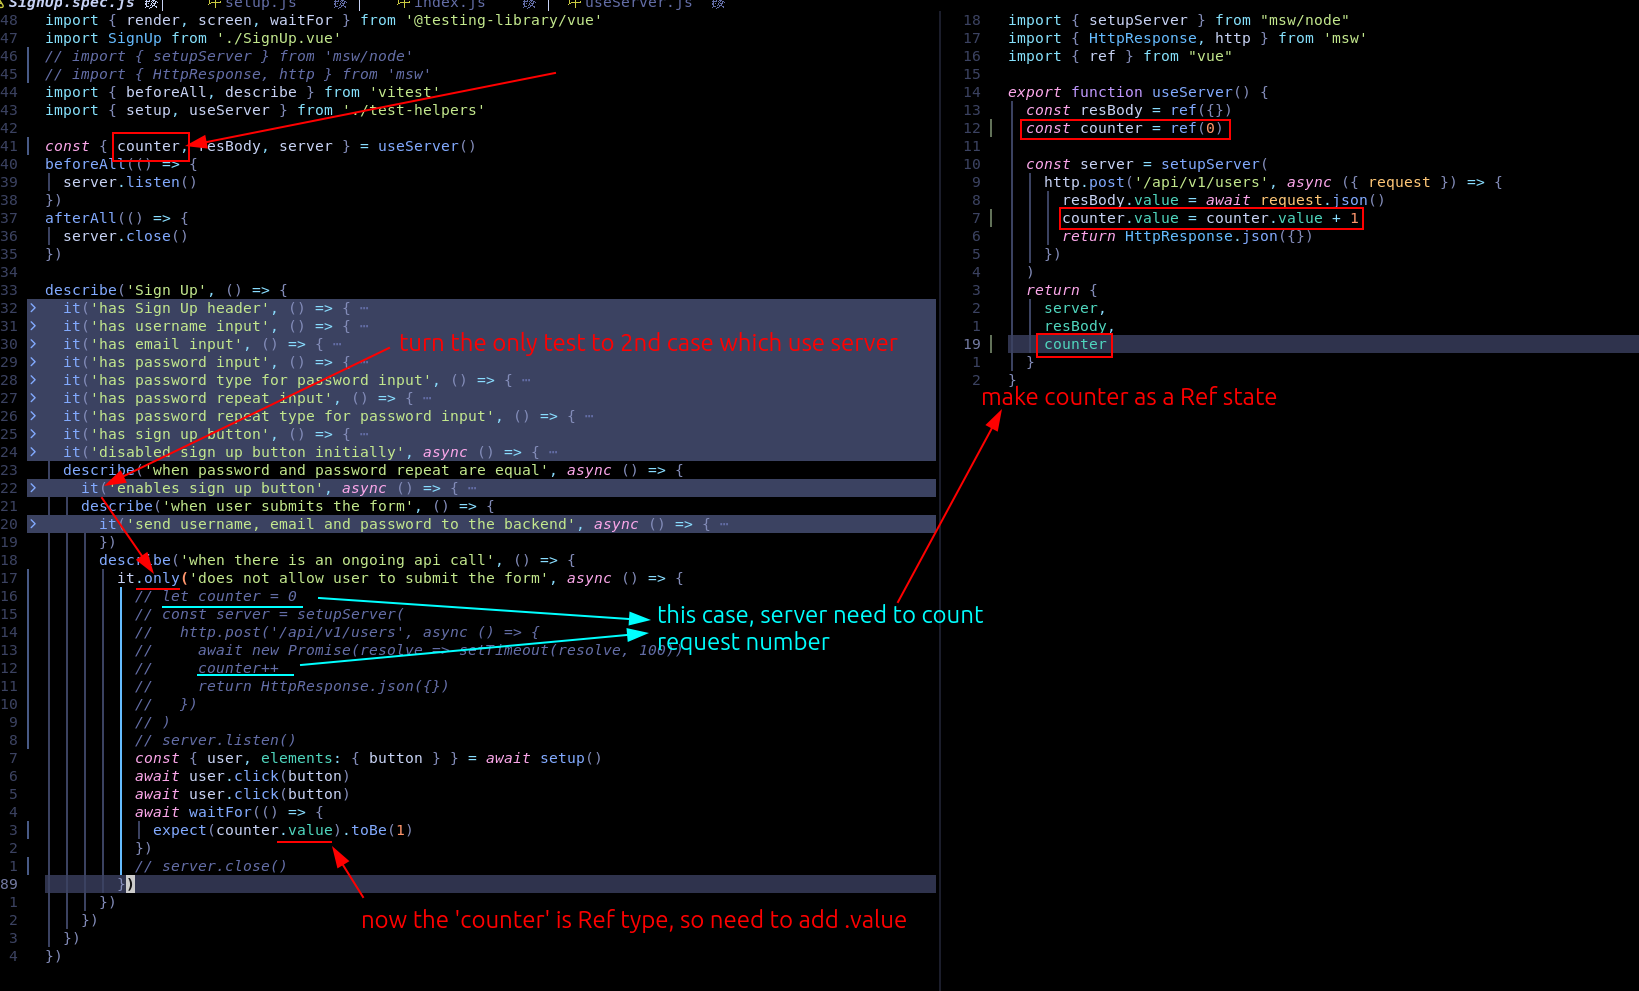 SignUp.spec.js setup.js index.js useServer.js
48 import { render, screen, waitFor } from '@testing-library/vue'
47 import SignUp from './SignUp.vue'
46 // import { setupServer } from 'msw/node'
45 // import { HttpResponse, http } from 'msw'
44 import { beforeAll, describe } from 'vitest'
43 import { setup, useServer } from './test-helpers'
42
41 const { counter, resBody, server } = useServer()
40 beforeAll(() => {
39 server.listen()
38 })
37 afterAll(() => {
36 server.close()
35 })
34
33 describe('Sign Up', () => {
32 > it('has Sign Up header', () => { ⋯
31 > it('has username input', () => { ⋯
30 > it('has email input', () => { ⋯
29 > it('has password input', () => { ⋯
28 > it('has password type for password input', () => { ⋯
27 > it('has password repeat input', () => { ⋯
26 > it('has password repeat type for password input', () => { ⋯
25 > it('has sign up button', () => { ⋯
24 > it('disabled sign up button initially', async () => { ⋯
23 describe('when password and password repeat are equal', async () => {
22 > it('enables sign up button', async () => { ⋯
21 describe('when user submits the form', () => {
20 > it('send username, email and password to the backend', async () => { ⋯
19 })
18 describe('when there is an ongoing api call', () => {
17 it.only('does not allow user to submit the form', async () => {
16 // let counter = 0
15 // const server = setupServer(
14 // http.post('/api/v1/users', async () => {
13 // await new Promise(resolve => setTimeout(resolve, 100))
12 // counter++
11 // return HttpResponse.json({})
10 // })
9 // )
8 // server.listen()
7 const { user, elements: { button } } = await setup()
6 await user.click(button)
5 await user.click(button)
4 await waitFor(() => {
3 expect(counter.value).toBe(1)
2 })
1 // server.close()
89 })
1 })
2 })
3 })
4 })
turn the only test to 2nd case which use server
this case, server need to count
request number
now the 'counter' is Ref type, so need to add .value
18 import { setupServer } from "msw/node"
17 import { HttpResponse, http } from 'msw'
16 import { ref } from "vue"
15
14 export function useServer() {
13 const resBody = ref({})
12 const counter = ref(0)
11
10 const server = setupServer(
9 http.post('/api/v1/users', async ({ request }) => {
8 resBody.value = await request.json()
7 counter.value = counter.value + 1
6 return HttpResponse.json({})
5 })
4 )
3 return {
2 server,
1 resBody,
19 counter
1 }
2 }
make counter as a Ref state